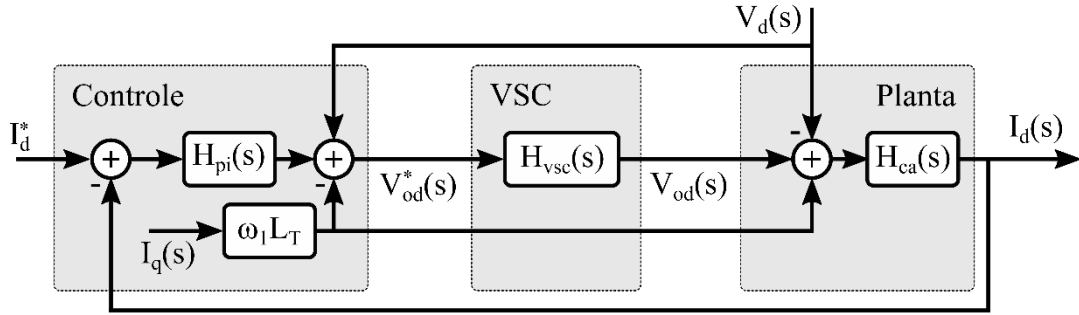 V_d(s)
Controle
VSC
Planta
I_d^*
+
-
H_pi(s)
+
-
V_od^*(s)
H_vsc(s)
V_od(s)
-
+
H_ca(s)
I_d(s)
I_q(s)
ω_1L_T